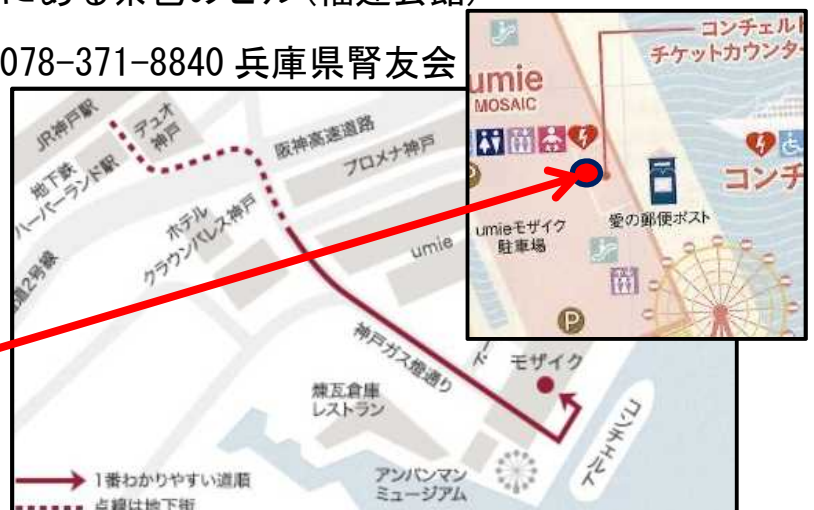 にある茶色のビル(福建会館)
078-371-8840 兵庫県腎友会
コンチェルト
チケットカウンター
umie
MOSAIC
コンチ
愛の郵便ポスト
umieモザイク
駐車場
P
JR神戸駅
デュオ
神戸
地下鉄
ハーバーランド駅
阪神高速道路
プロメナ神戸
ホテル
クラウンパレス神戸
umie
道2号線
神戸ガス燈通り
ード
モザイク
煉瓦倉庫
レストラン
コンチェルト
アンパンマン
ミュージアム
1番わかりやすい道順
点線は地下街